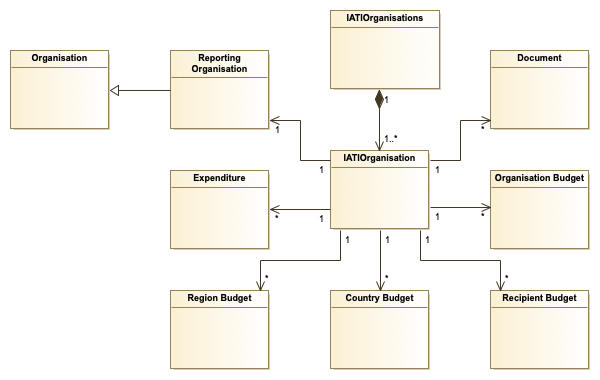 IATIOrganisations
Organisation
Reporting
Organisation
Document
1
1
*
1..*
IATIOrganisation
1
1
Expenditure
Organisation Budget
*
1
1
*
1
1
1
*
*
*
Region Budget
Country Budget
Recipient Budget